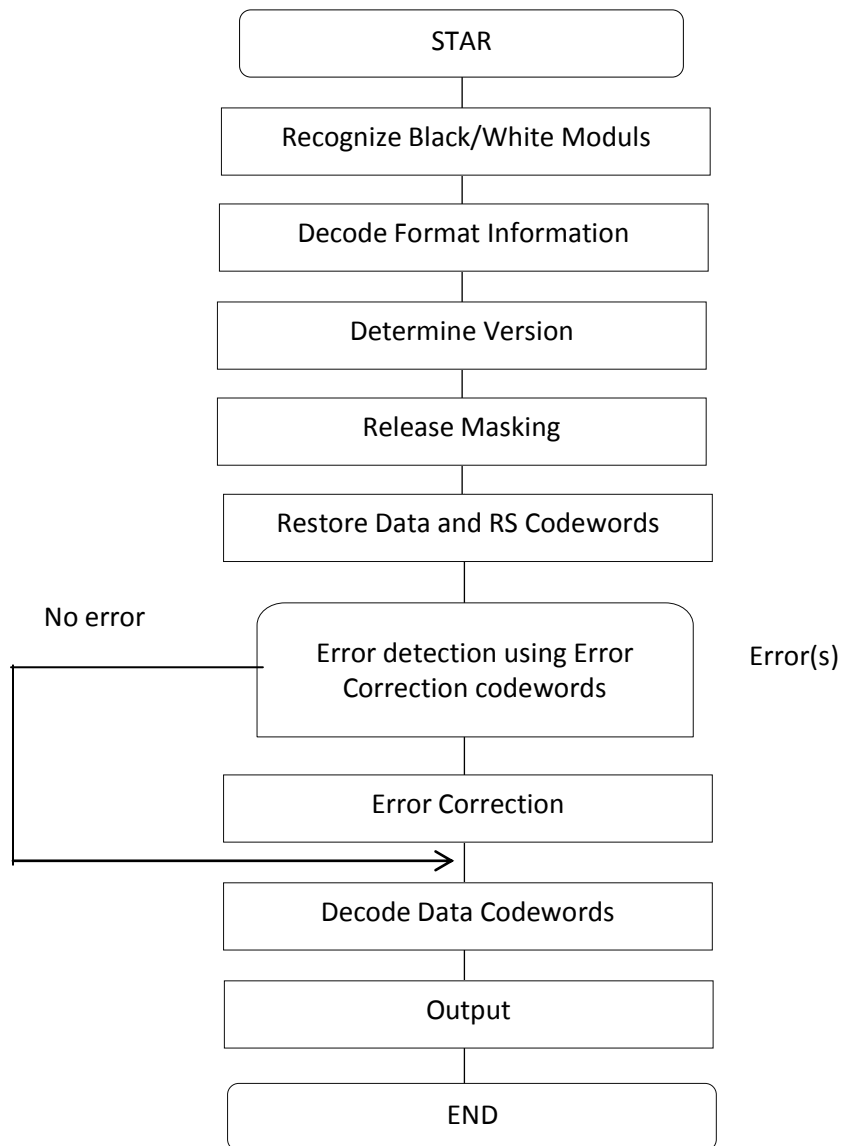 STAR
Recognize Black/White Moduls
Decode Format Information
Determine Version
Release Masking
Restore Data and RS Codewords
No error
Error detection using Error
Correction codewords
Error(s)
Error Correction
Decode Data Codewords
Output
END